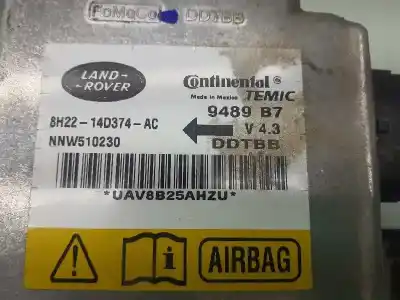 FoMoCo DDTBB
LAND-
ROVER
Continental®
Made in Mexico TEMIC
8H22-14D374-AC
9489 B7
NNW510230
V 4.3
DDTBB
*UAV8B25AHZU*
! i AIRBAG